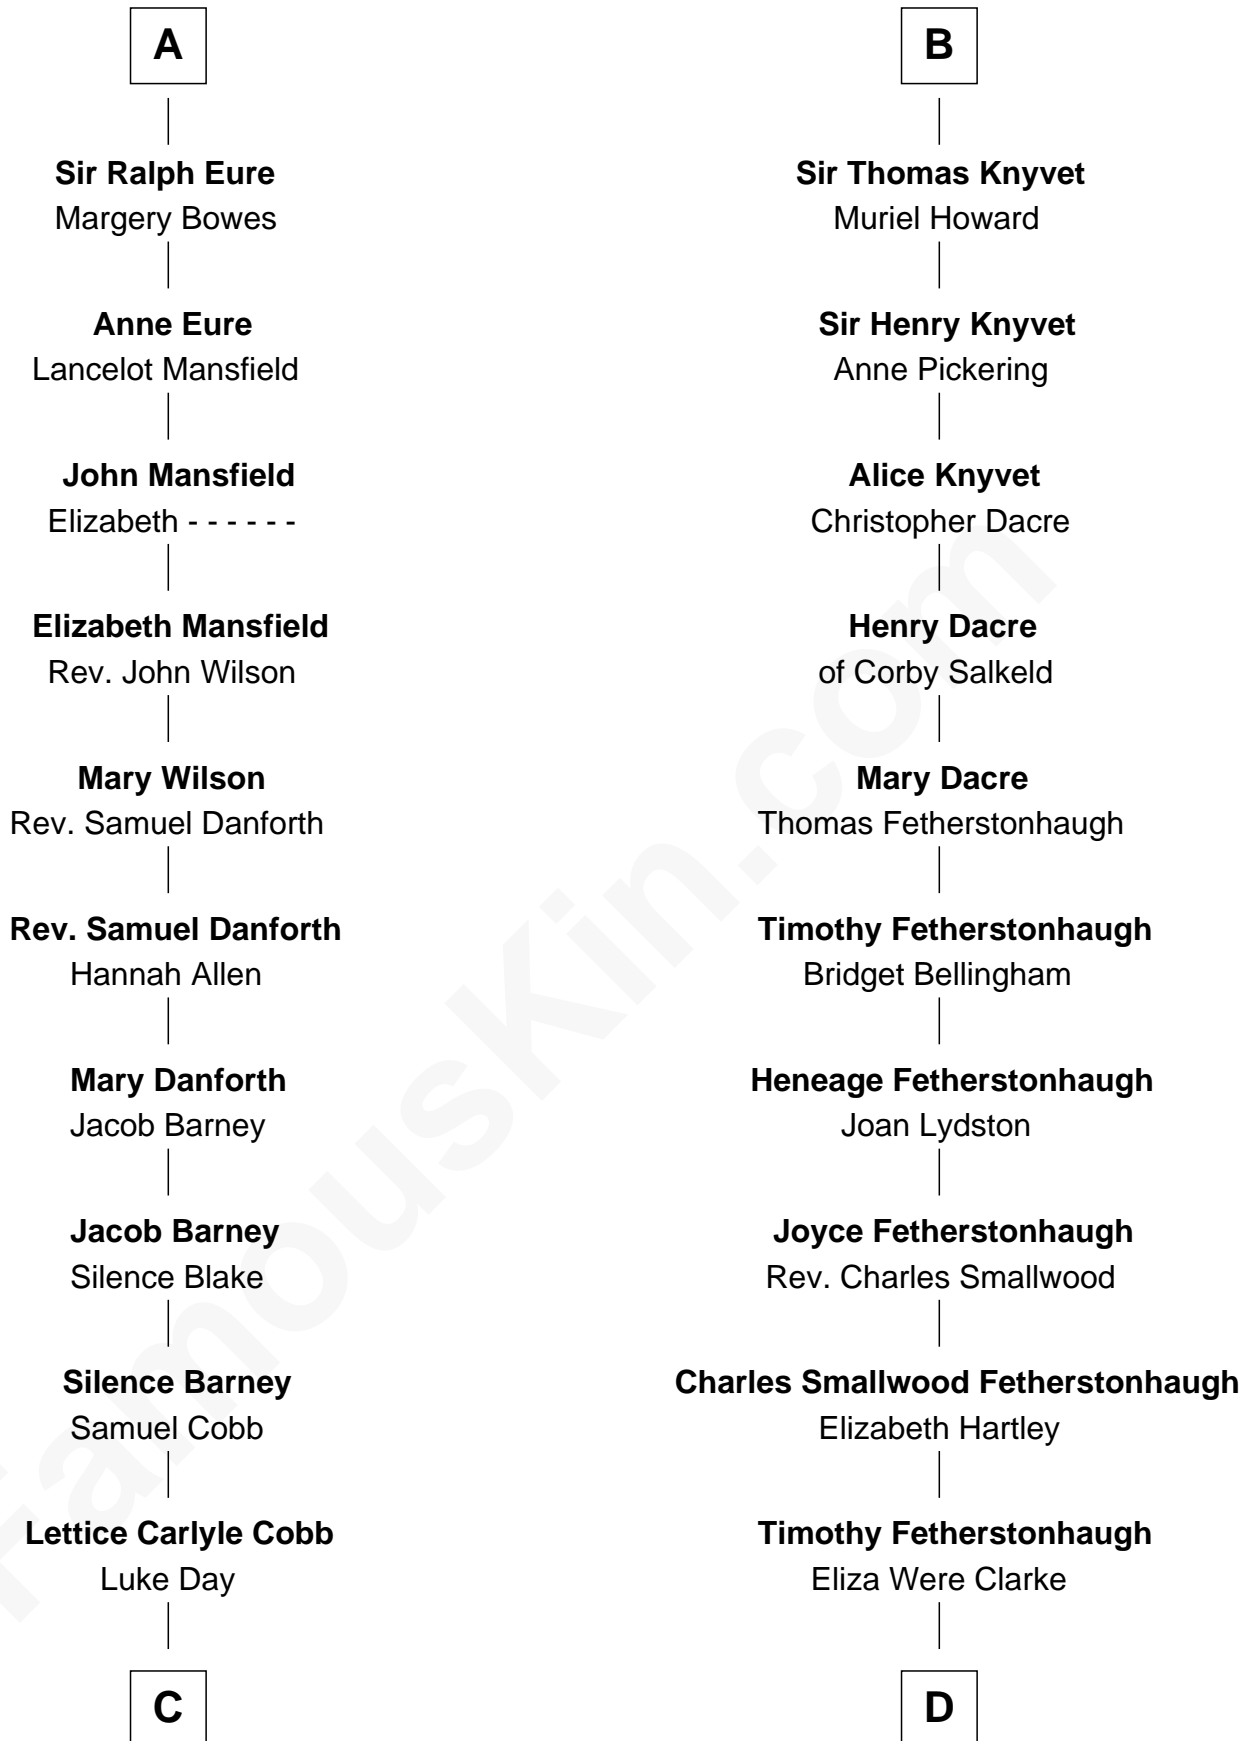 A
Sir Ralph Eure
Margery Bowes
Anne Eure
Lancelot Mansfield
John Mansfield
Elizabeth - - - - - -
Elizabeth Mansfield
Rev. John Wilson
Mary Wilson
Rev. Samuel Danforth
Rev. Samuel Danforth
Hannah Allen
Mary Danforth
Jacob Barney
Jacob Barney
Silence Blake
Silence Barney
Samuel Cobb
Lettice Carlyle Cobb
Luke Day
C
B
Sir Thomas Knyvet
Muriel Howard
Sir Henry Knyvet
Anne Pickering
Alice Knyvet
Christopher Dacre
Henry Dacre
of Corby Salkeld
Mary Dacre
Thomas Fetherstonhaugh
Timothy Fetherstonhaugh
Bridget Bellingham
Heneage Fetherstonhaugh
Joan Lydston
Joyce Fetherstonhaugh
Rev. Charles Smallwood
Charles Smallwood Fetherstonhaugh
Elizabeth Hartley
Timothy Fetherstonhaugh
Eliza Were Clarke
D
FamousKin.com